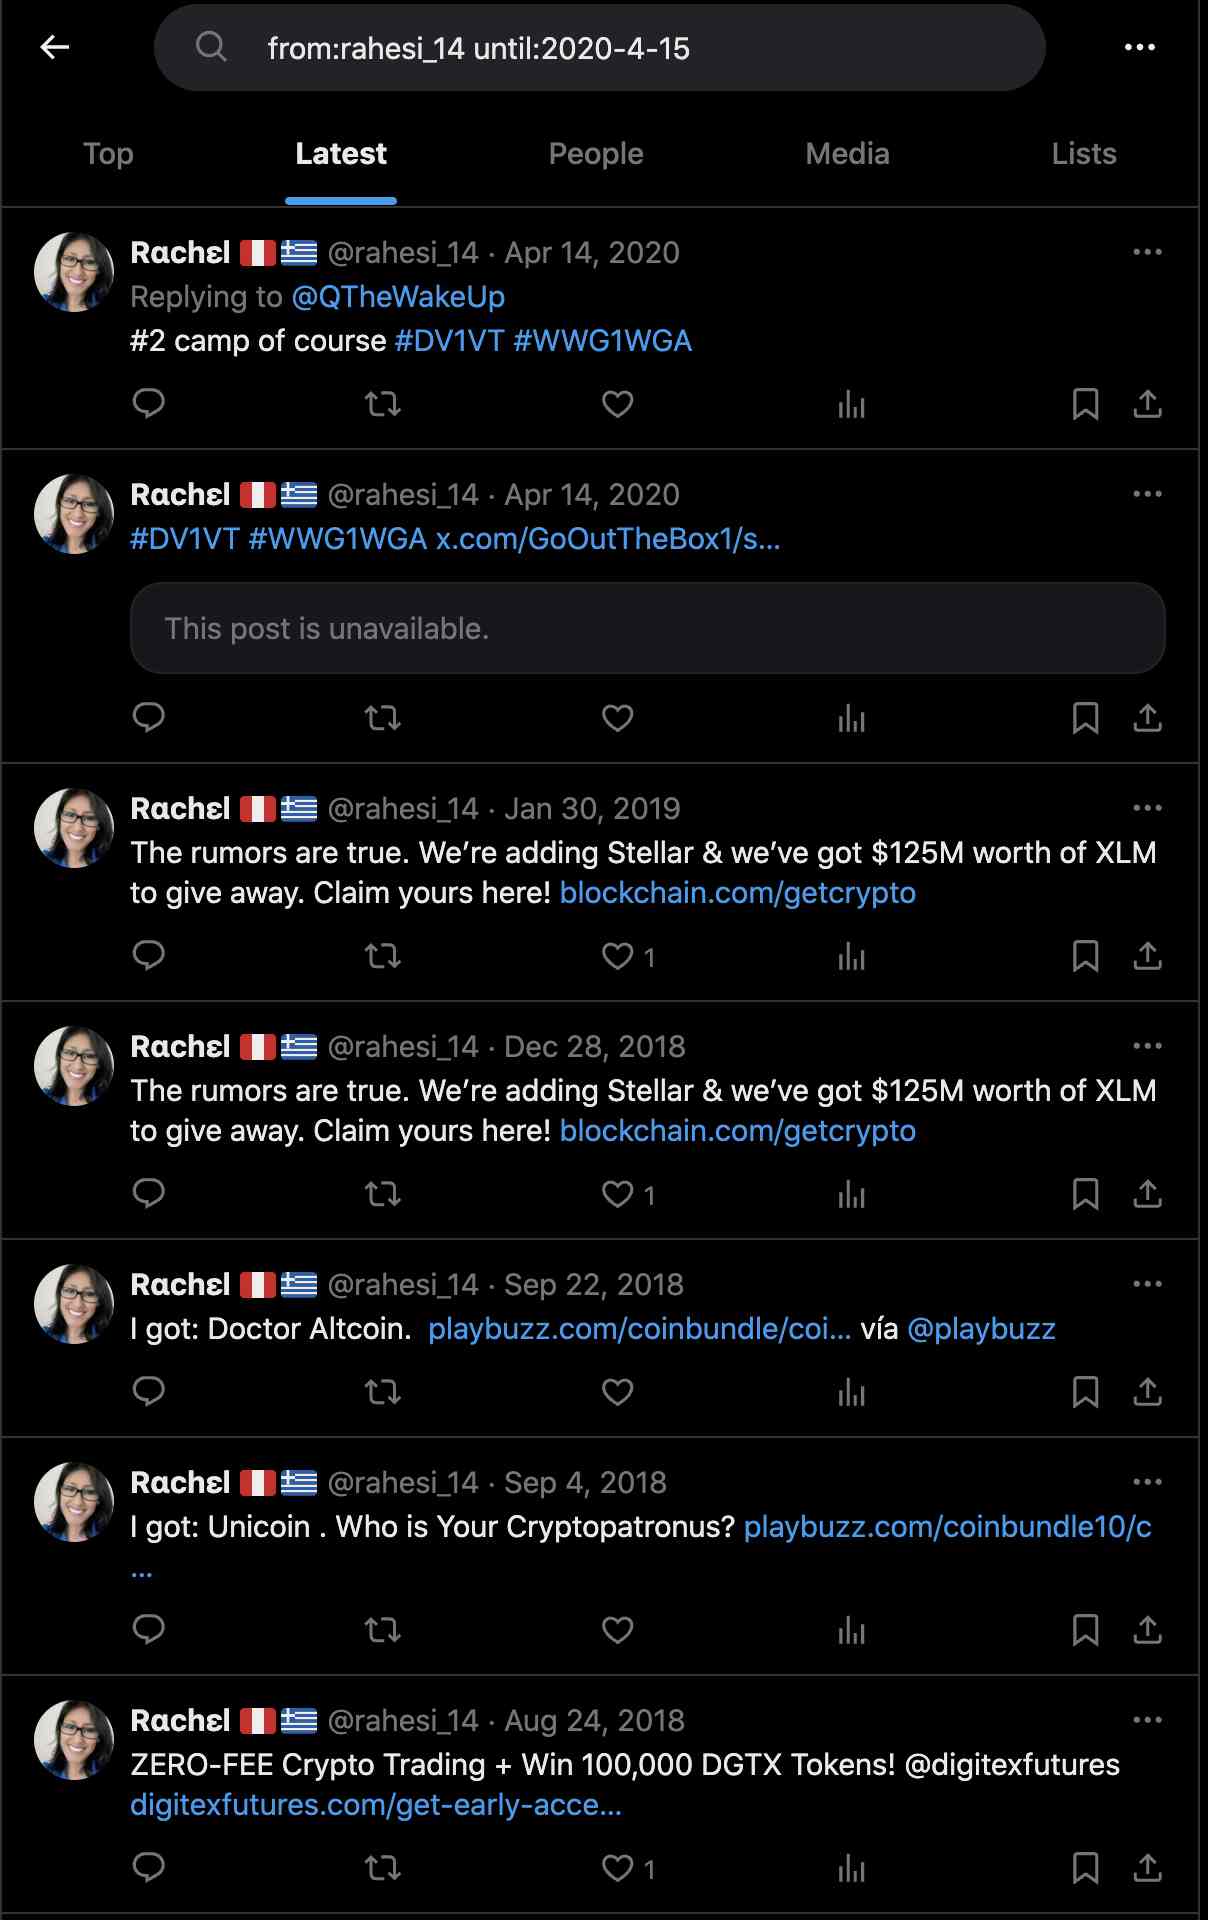 from:rahesi_14 until:2020-4-15
Top Latest People Media Lists
Rachεl 🇵🇪🇬🇷 @rahesi_14 · Apr 14, 2020
Replying to @QTheWakeUp
#2 camp of course #DV1VT #WWG1WGA
Rachεl 🇵🇪🇬🇷 @rahesi_14 · Apr 14, 2020
#DV1VT #WWG1WGA x.com/GoOutTheBox1/s...
This post is unavailable.
Rachεl 🇵🇪🇬🇷 @rahesi_14 · Jan 30, 2019
The rumors are true. We’re adding Stellar & we’ve got $125M worth of XLM
to give away. Claim yours here! blockchain.com/getcrypto
1
Rachεl 🇵🇪🇬🇷 @rahesi_14 · Dec 28, 2018
The rumors are true. We’re adding Stellar & we’ve got $125M worth of XLM
to give away. Claim yours here! blockchain.com/getcrypto
1
Rachεl 🇵🇪🇬🇷 @rahesi_14 · Sep 22, 2018
I got: Doctor Altcoin. playbuzz.com/coinbundle/coi... vía @playbuzz
Rachεl 🇵🇪🇬🇷 @rahesi_14 · Sep 4, 2018
I got: Unicoin . Who is Your Cryptopatronus? playbuzz.com/coinbundle10/c
...
Rachεl 🇵🇪🇬🇷 @rahesi_14 · Aug 24, 2018
ZERO-FEE Crypto Trading + Win 100,000 DGTX Tokens! @digitexfutures
digitexfutures.com/get-early-acce...
1